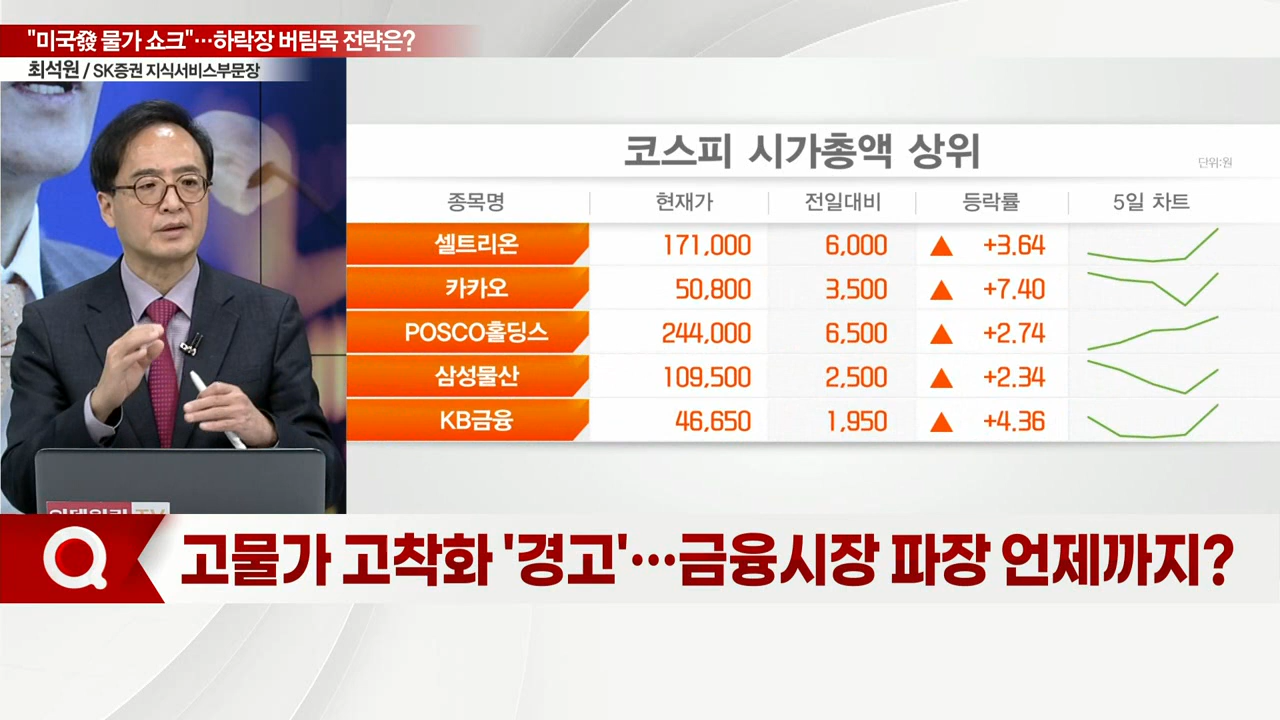 "미국發 물가 쇼크"…하락장 버팀목 전략은?
최석원 / SK증권 지식서비스부문장
코스피 시가총액 상위
단위:원
종목명 현재가 전일대비 등락률 5일 차트
셀트리온 171,000 6,000 ▲ +3.64
카카오 50,800 3,500 ▲ +7.40
POSCO홀딩스 244,000 6,500 ▲ +2.74
삼성물산 109,500 2,500 ▲ +2.34
KB금융 46,650 1,950 ▲ +4.36
이데일리 TV
Q 고물가 고착화 '경고'…금융시장 파장 언제까지?